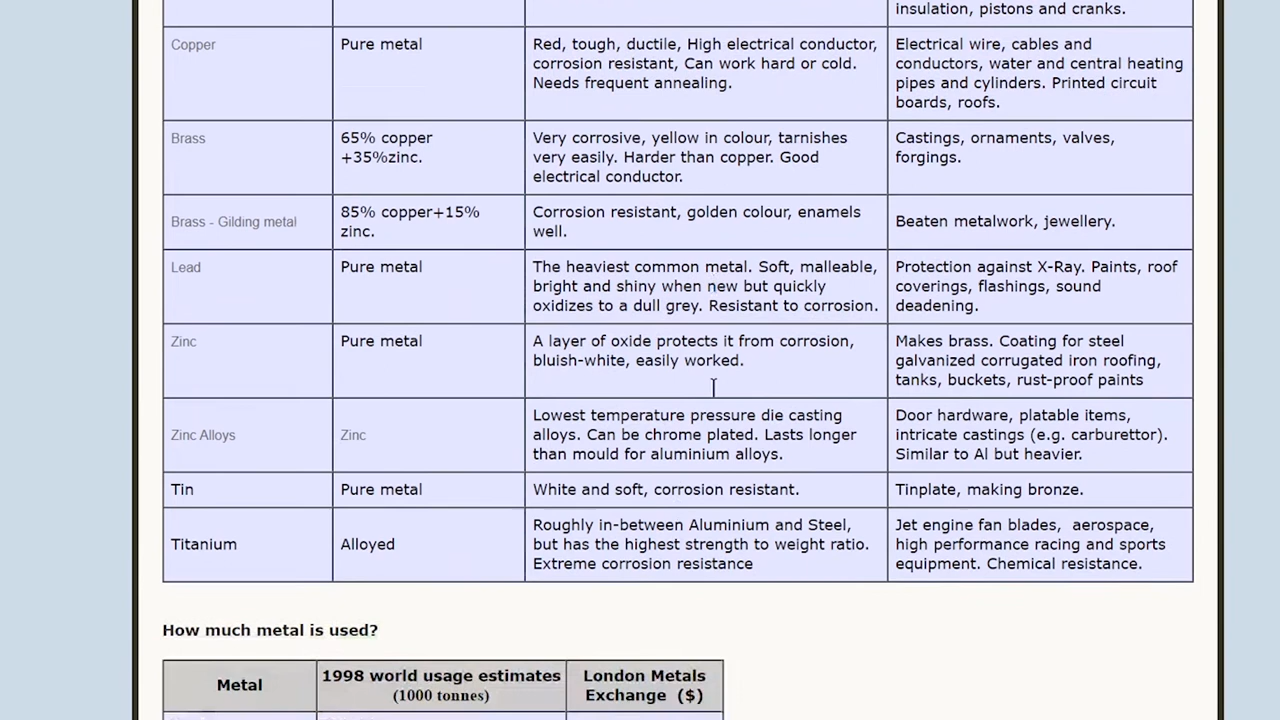 insulation, pistons and cranks.
Copper
Pure metal
Red, tough, ductile, High electrical conductor,
corrosion resistant, Can work hard or cold.
Needs frequent annealing.
Electrical wire, cables and
conductors, water and central heating
pipes and cylinders. Printed circuit
boards, roofs.
Brass
65% copper
+35%zinc.
Very corrosive, yellow in colour, tarnishes
very easily. Harder than copper. Good
electrical conductor.
Castings, ornaments, valves,
forgings.
Brass - Gilding metal
85% copper+15%
zinc.
Corrosion resistant, golden colour, enamels
well.
Beaten metalwork, jewellery.
Lead
Pure metal
The heaviest common metal. Soft, malleable,
bright and shiny when new but quickly
oxidizes to a dull grey. Resistant to corrosion.
Protection against X-Ray. Paints, roof
coverings, flashings, sound
deadening.
Zinc
Pure metal
A layer of oxide protects it from corrosion,
bluish-white, easily worked.
Makes brass. Coating for steel
galvanized corrugated iron roofing,
tanks, buckets, rust-proof paints
Zinc Alloys
Zinc
Lowest temperature pressure die casting
alloys. Can be chrome plated. Lasts longer
than mould for aluminium alloys.
Door hardware, platable items,
intricate castings (e.g. carburettor).
Similar to Al but heavier.
Tin
Pure metal
White and soft, corrosion resistant.
Tinplate, making bronze.
Titanium
Alloyed
Roughly in-between Aluminium and Steel,
but has the highest strength to weight ratio.
Extreme corrosion resistance
Jet engine fan blades,  aerospace,
high performance racing and sports
equipment. Chemical resistance.
How much metal is used?
Metal
1998 world usage estimates
(1000 tonnes)
London Metals
Exchange  ($)